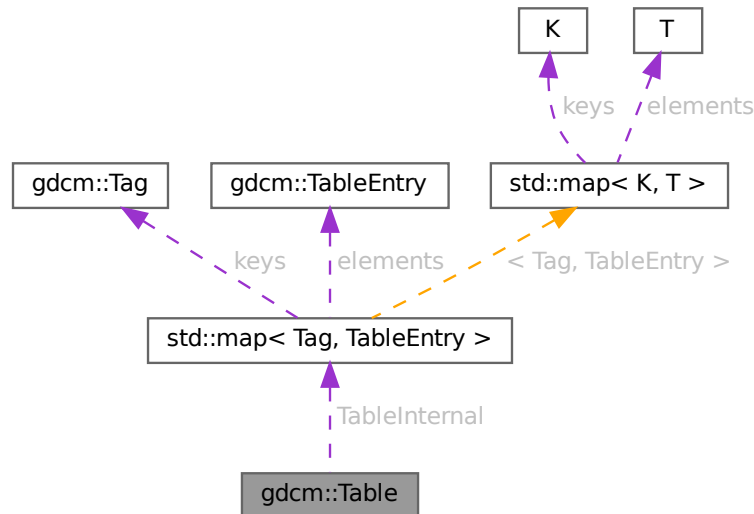 K
T
keys
elements
gdcm::Tag
gdcm::TableEntry
std::map< K, T >
keys
elements
< Tag, TableEntry >
std::map< Tag, TableEntry >
TableInternal
gdcm::Table